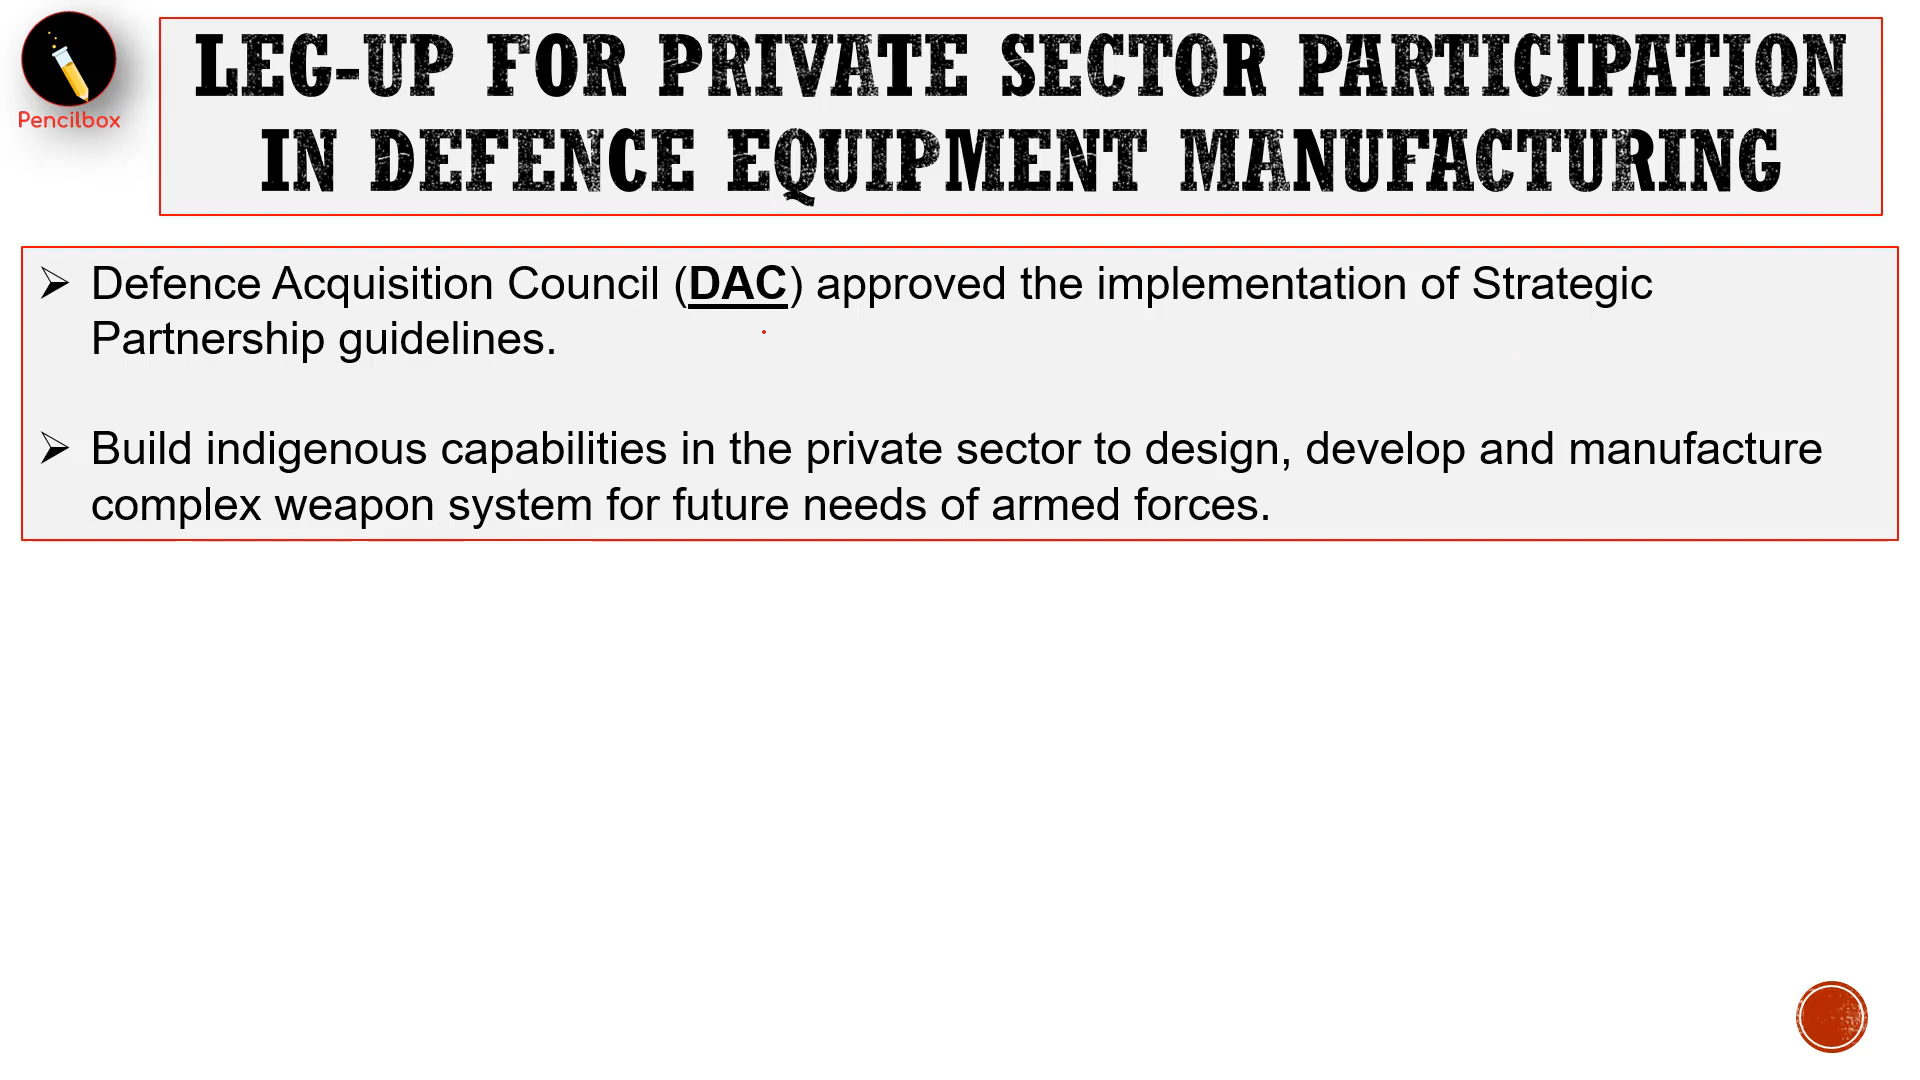 Pencilbox
LEG-UP FOR PRIVATE SECTOR PARTICIPATION
IN DEFENCE EQUIPMENT MANUFACTURING
➢ Defence Acquisition Council (DAC) approved the implementation of Strategic
Partnership guidelines.
➢ Build indigenous capabilities in the private sector to design, develop and manufacture
complex weapon system for future needs of armed forces.